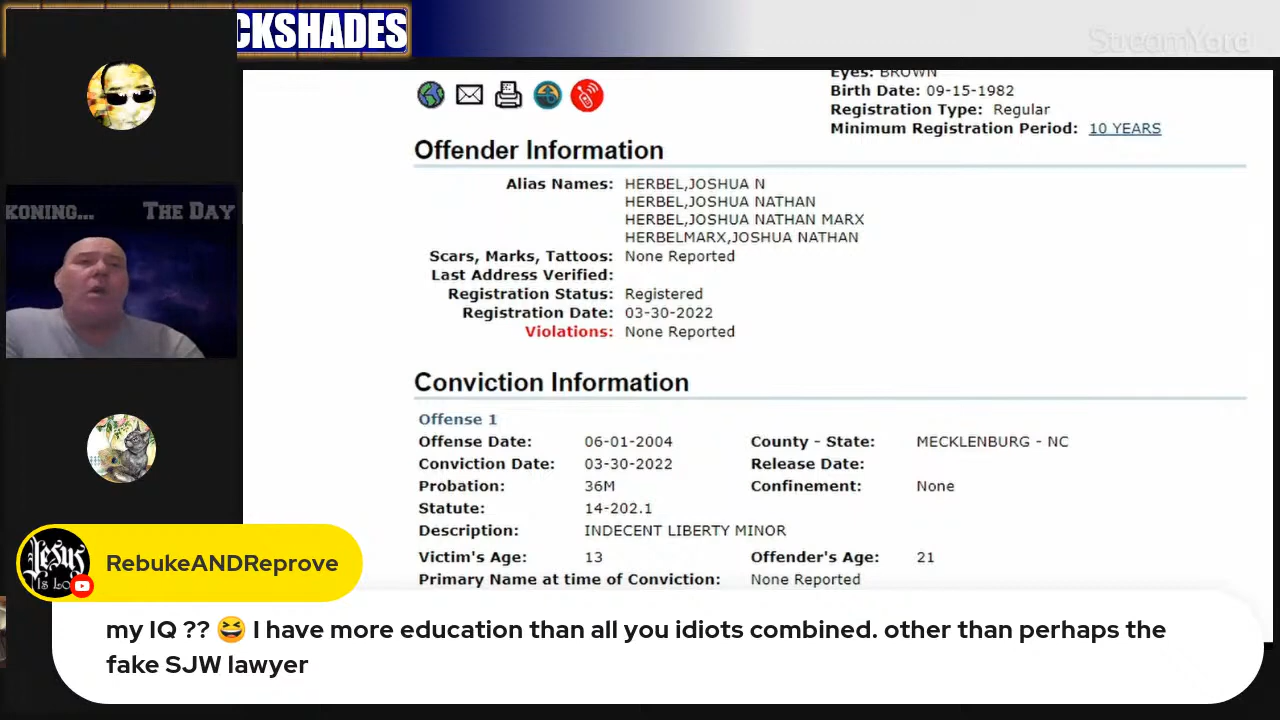 CKSHADES
StreamYard
KONING... THE DAY
Eyes: BROWN
Birth Date: 09-15-1982
Registration Type: Regular
Minimum Registration Period: 10 YEARS
Offender Information
Alias Names: HERBEL,JOSHUA N
HERBEL,JOSHUA NATHAN
HERBEL,JOSHUA NATHAN MARX
HERBELMARX,JOSHUA NATHAN
Scars, Marks, Tattoos: None Reported
Last Address Verified:
Registration Status: Registered
Registration Date: 03-30-2022
Violations: None Reported
Conviction Information
Offense 1
Offense Date: 06-01-2004 County - State: MECKLENBURG - NC
Conviction Date: 03-30-2022 Release Date:
Probation: 36M Confinement: None
Statute: 14-202.1
Description: INDECENT LIBERTY MINOR
Victim's Age: 13 Offender's Age: 21
Primary Name at time of Conviction: None Reported
Jesus
Is Lo
RebukeANDReprove
my IQ ?? 😆 I have more education than all you idiots combined. other than perhaps the
fake SJW lawyer